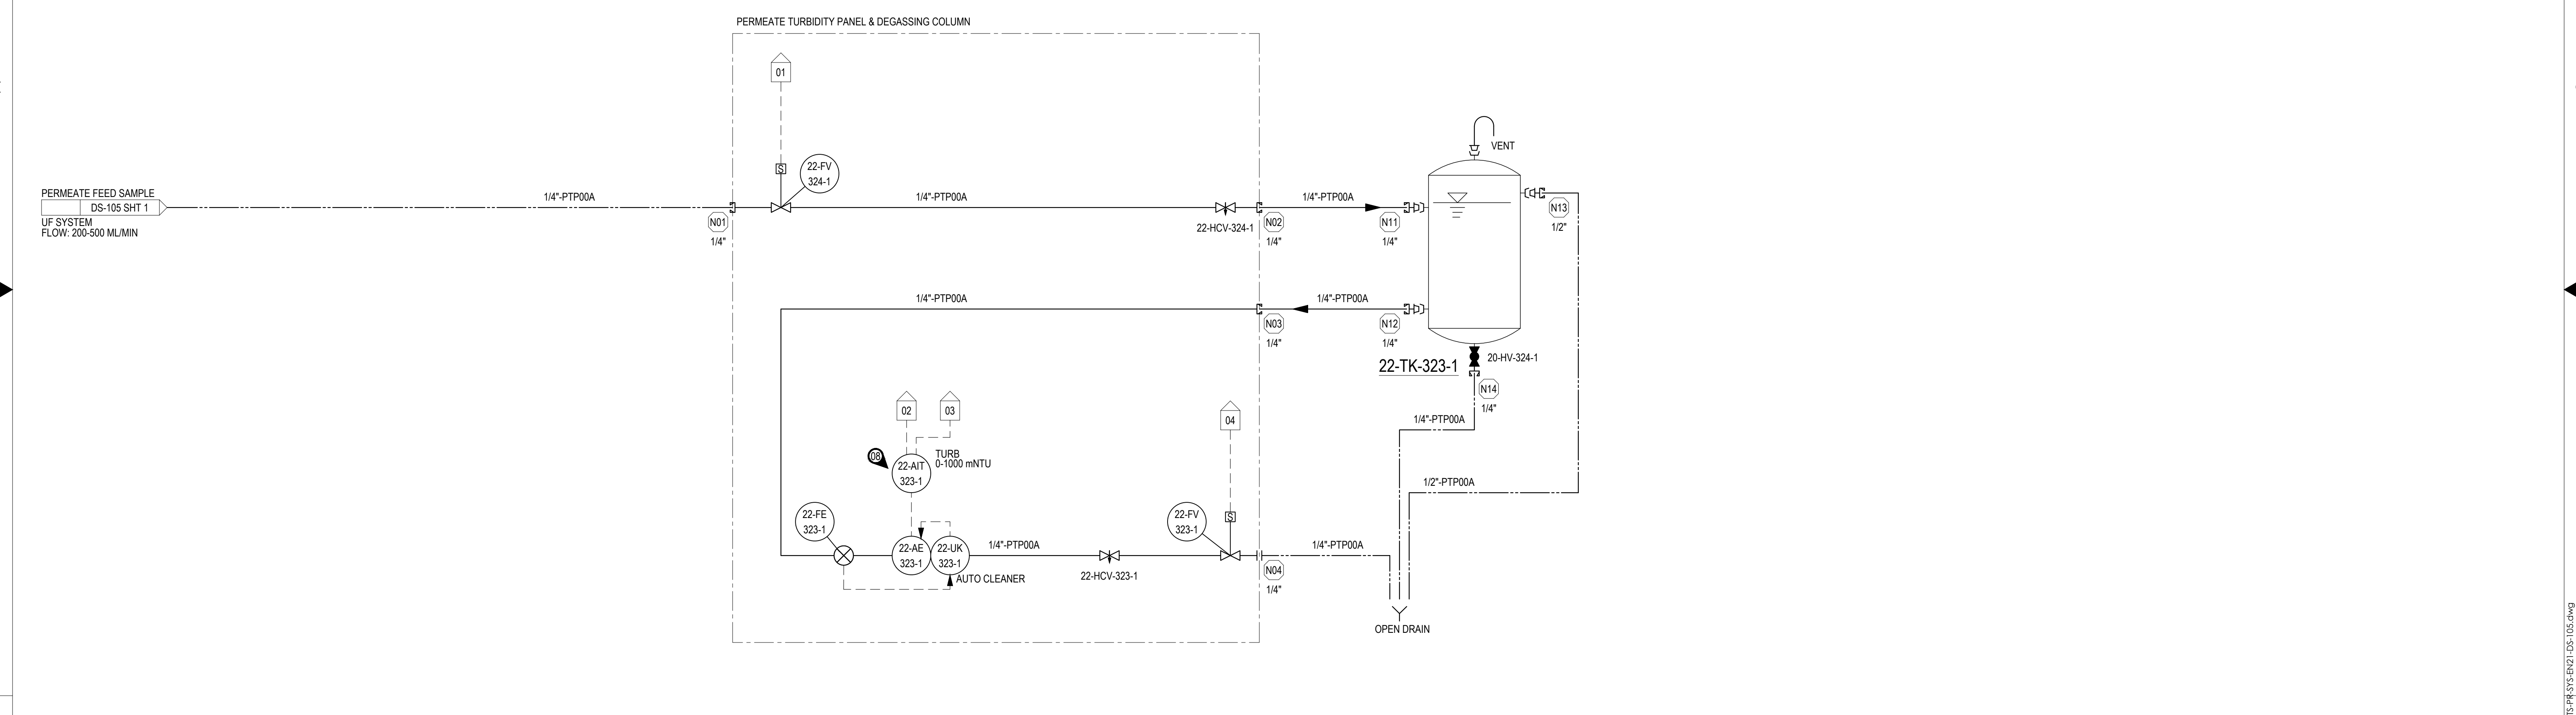 PERMEATE TURBIDITY PANEL & DEGASSING COLUMN
01
S
22-FV
324-1
VENT
PERMEATE FEED SAMPLE
DS-105 SHT 1
UF SYSTEM
FLOW: 200-500 ML/MIN
1/4"-PTP00A
N01
1/4"
1/4"-PTP00A
22-HCV-324-1
N02
1/4"
1/4"-PTP00A
N11
1/4"
N13
1/2"
1/4"-PTP00A
N03
1/4"
1/4"-PTP00A
N12
1/4"
22-TK-323-1
20-HV-324-1
N14
1/4"
1/4"-PTP00A
1/2"-PTP00A
02
03
04
08
22-AIT
323-1
TURB
0-1000 mNTU
22-FE
323-1
22-AE
323-1
22-UK
323-1
AUTO CLEANER
1/4"-PTP00A
22-HCV-323-1
22-FV
323-1
S
N04
1/4"
1/4"-PTP00A
OPEN DRAIN
TS-PR-SYS-EN21-DS-105.dwg